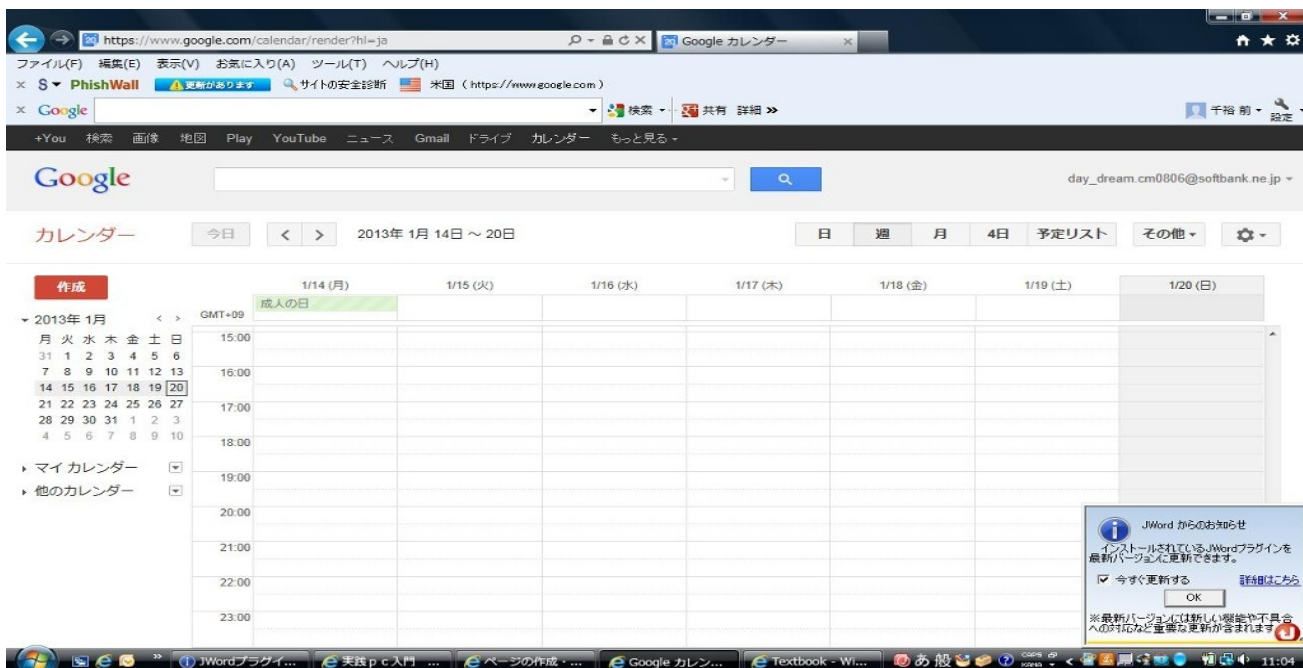 https://www.google.com/calendar/render?hl=ja
Google カレンダー
ファイル(F) 編集(E) 表示(V) お気に入り(A) ツール(T) ヘルプ(H)
PhishWall 更新があります サイトの安全診断 米国 ( https://www.google.com )
Google 検索 共有 詳細 千裕 前 設定
+You 検索 画像 地図 Play YouTube ニュース Gmail ドライブ カレンダー もっと見る
Google day_dream.cm0806@softbank.ne.jp
カレンダー 今日 < > 2013年 1月 14日 ～ 20日 日 週 月 4日 予定リスト その他
作成 1/14 (月) 1/15 (火) 1/16 (水) 1/17 (木) 1/18 (金) 1/19 (土) 1/20 (日)
GMT+09 成人の日
2013年 1月 < >
月 火 水 木 金 土 日
31 1 2 3 4 5 6
7 8 9 10 11 12 13
14 15 16 17 18 19 20
21 22 23 24 25 26 27
28 29 30 31 1 2 3
4 5 6 7 8 9 10
マイ カレンダー
他のカレンダー
15:00
16:00
17:00
18:00
19:00
20:00
21:00
22:00
23:00
JWord からのお知らせ
インストールされているJWordプラグインを
最新バージョンに更新できます。
今すぐ更新する 詳細はこちら
OK
※最新バージョンには新しい機能や不具合
への対応など重要な更新が含まれます
JWordプラグイ... 実践ｐｃ入門 ... ページの作成・... Google カレン... Textbook - Wi... あ 般 CAPS KANA 11:04